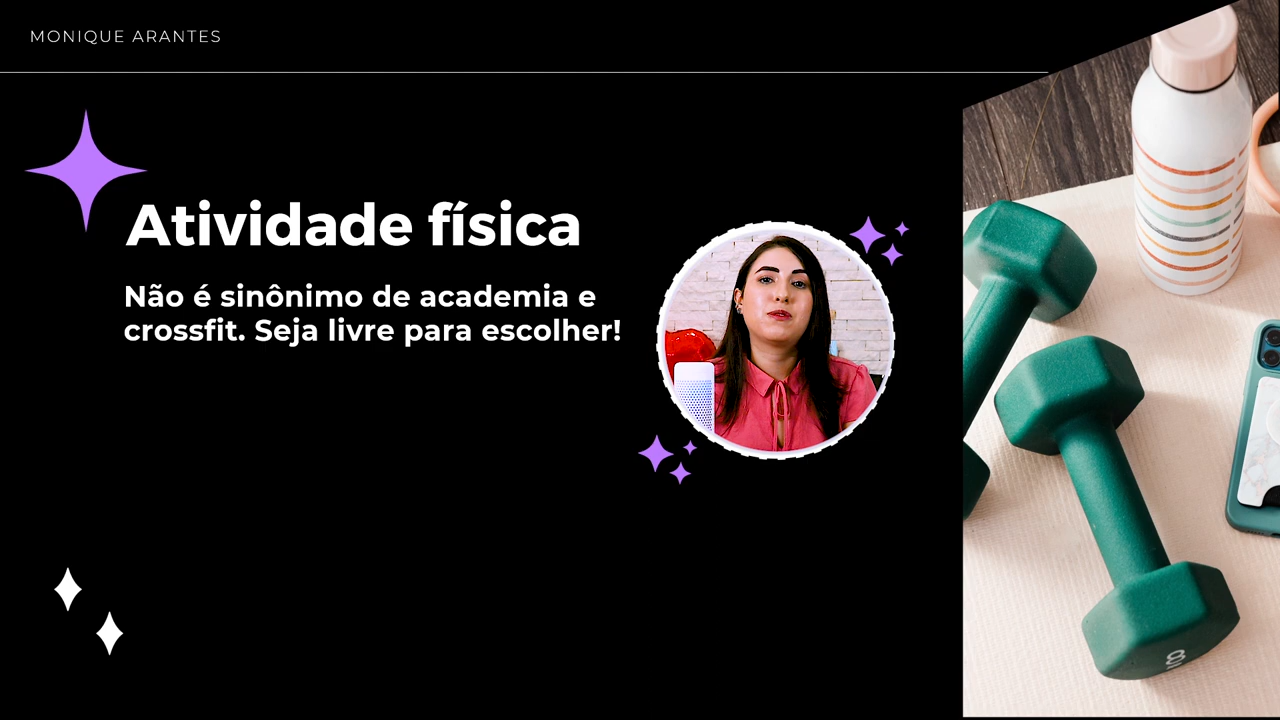 MONIQUE ARANTES
Atividade física
Não é sinônimo de academia e
crossfit. Seja livre para escolher!